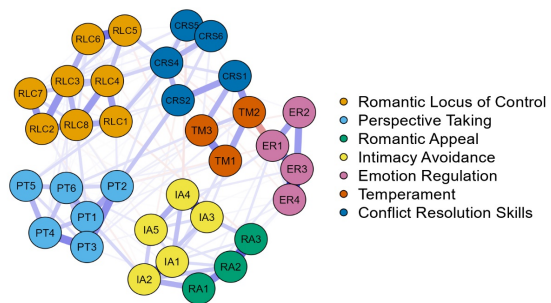 RLC5
RLC6
CRS5
CRS6
CRS4
RLC3
RLC4
CRS1
RLC7
CRS2
RLC2
RLC8
RLC1
TM2
ER2
TM3
ER1
TM1
ER3
ER4
PT5
PT6
PT2
PT1
PT4
PT3
IA4
IA3
IA5
RA3
IA1
RA2
IA2
RA1
Romantic Locus of Control
Perspective Taking
Romantic Appeal
Intimacy Avoidance
Emotion Regulation
Temperament
Conflict Resolution Skills